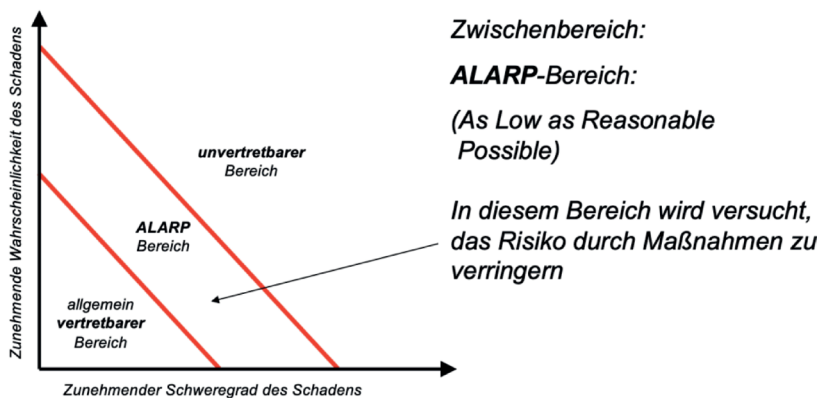 Zunehmende Wahrscheinlichkeit des Schadens
unvertretbarer
Bereich
ALARP
Bereich
allgemein
vertretbarer
Bereich
Zunehmender Schweregrad des Schadens
Zwischenbereich:
ALARP-Bereich:
(As Low as Reasonable
Possible)
In diesem Bereich wird versucht,
das Risiko durch Maßnahmen zu
verringern